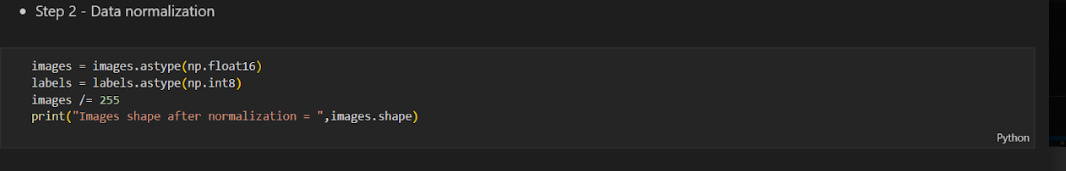 • Step 2 - Data normalization
images = images.astype(np.float16)
labels = labels.astype(np.int8)
images /= 255
print("Images shape after normalization = ",images.shape)
Python